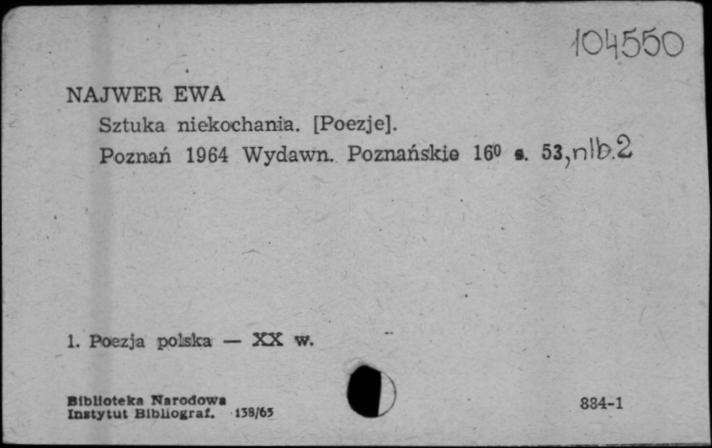 104550
NAJWER EWA
Sztuka niekochania. [Poezje].
Poznań 1964 Wydawn. Poznańskie 16⁰ s. 53, nlb. 2
1. Poezja polska — XX w.
Biblioteka Narodowa
Instytut Bibliograf. 138/65
884-1